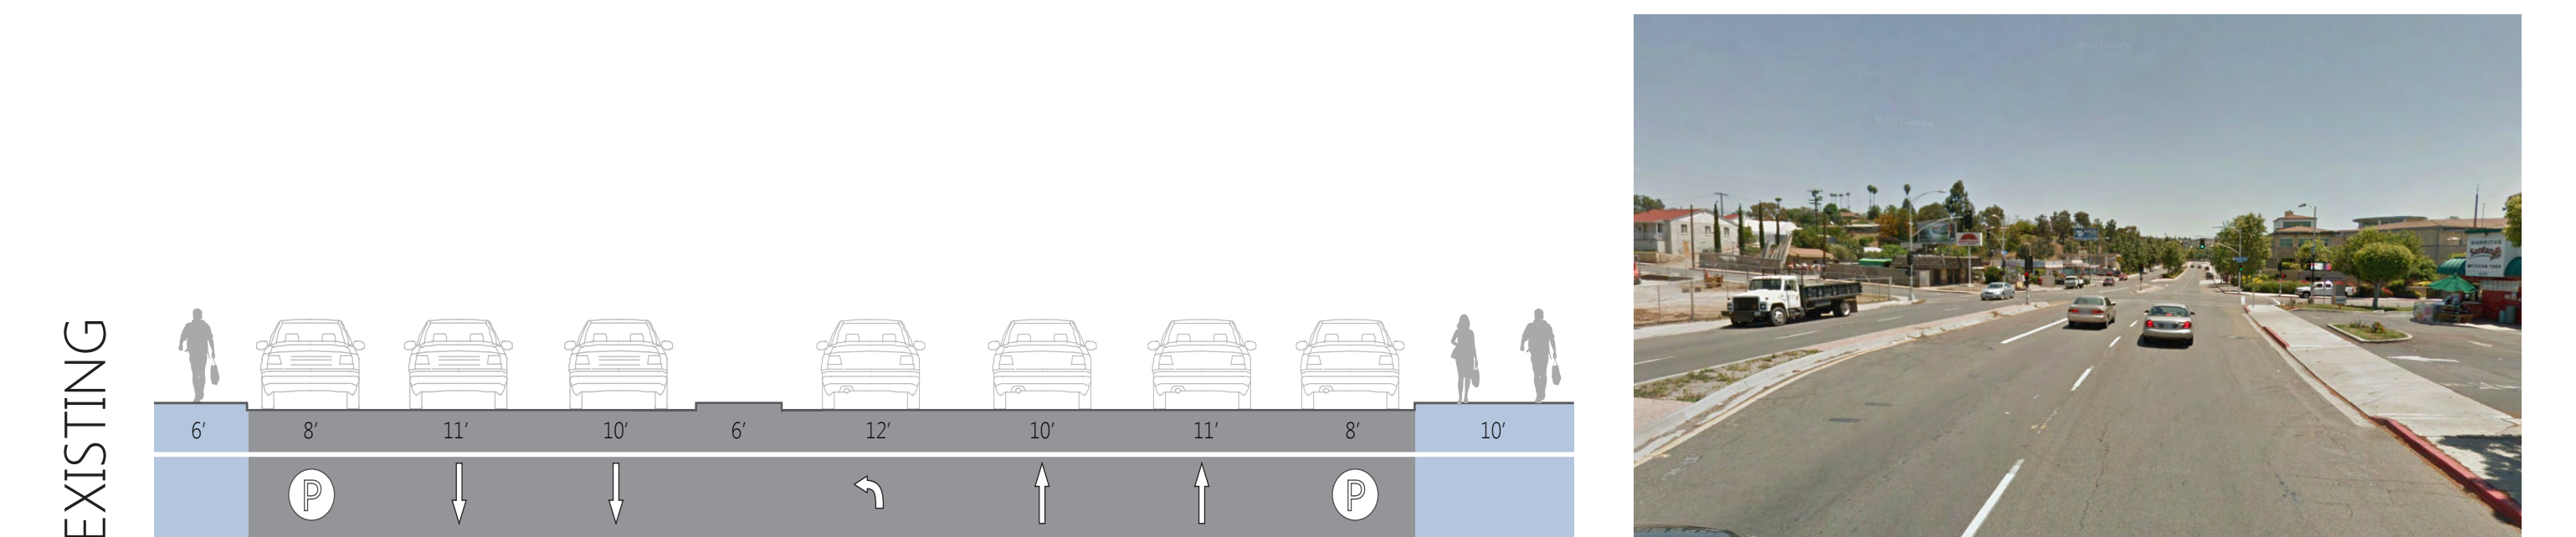 EXISTING
6′ 8′ 11′ 10′ 6′ 12′ 10′ 11′ 8′ 10′
P P